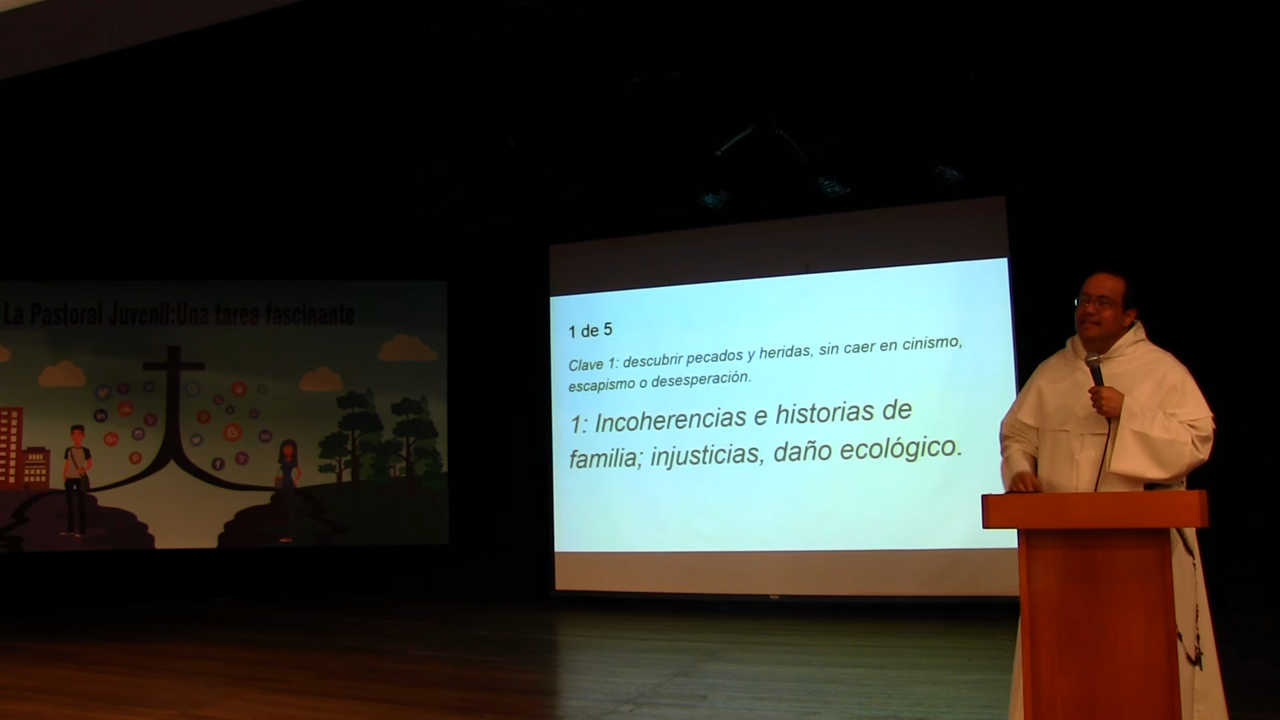 La Pastoral Juvenil:Una tarea fascinante
1 de 5
Clave 1: descubrir pecados y heridas, sin caer en cinismo,
escapismo o desesperación.
1: Incoherencias e historias de
familia; injusticias, daño ecológico.